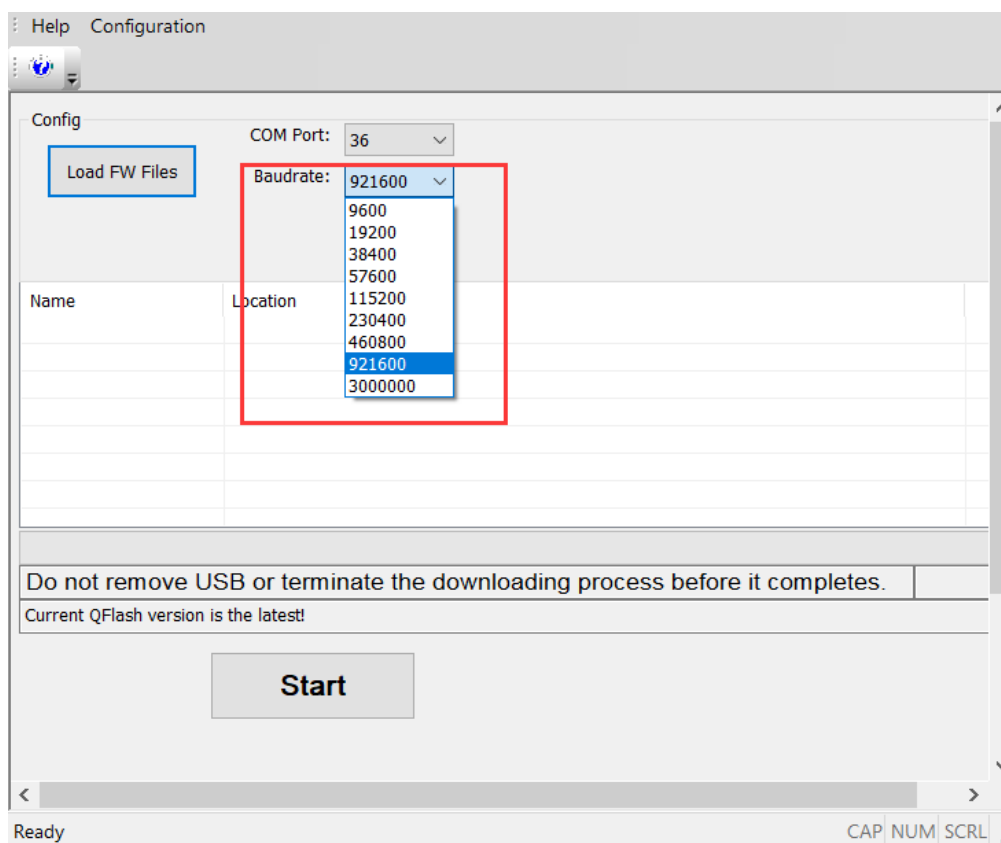 Help Configuration
Config
COM Port: 36
Load FW Files
Baudrate: 921600
9600
19200
38400
57600
115200
230400
460800
921600
3000000
Name Location
Do not remove USB or terminate the downloading process before it completes.
Current QFlash version is the latest!
Start
Ready CAP NUM SCRL